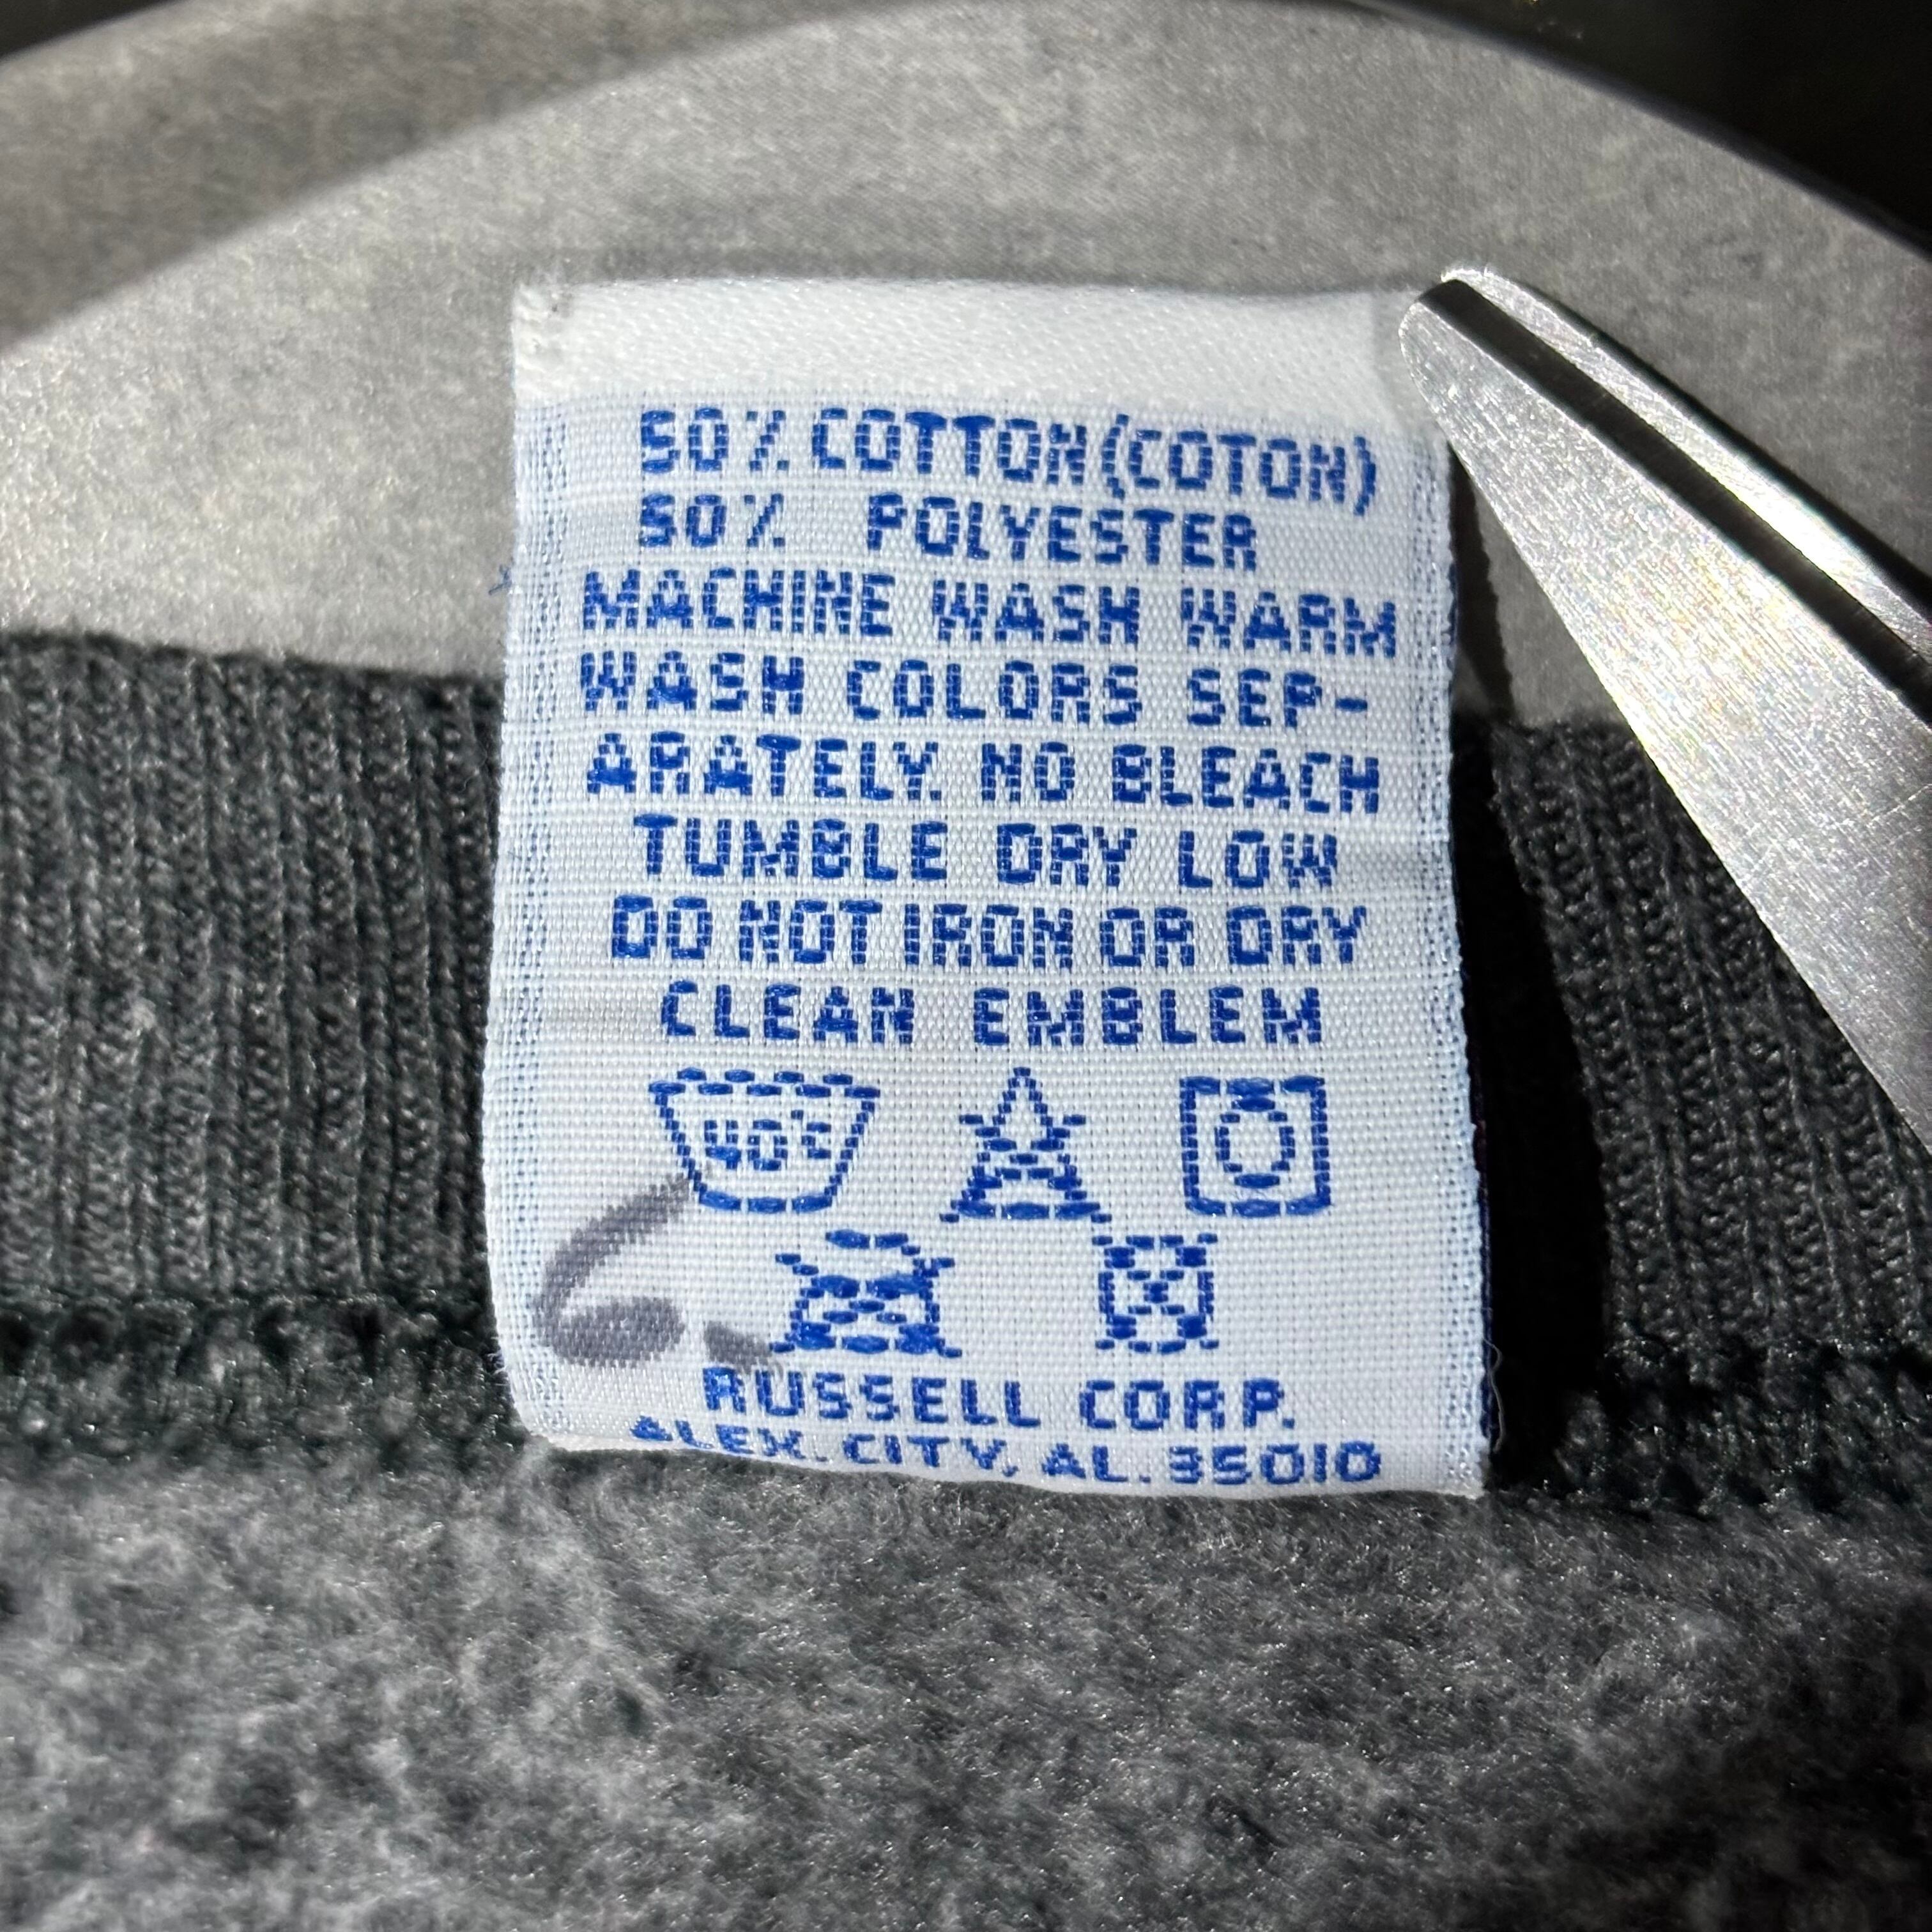 50% COTTON (COTON)
50% POLYESTER
MACHINE WASH WARM
WASH COLORS SEP-
ARATELY. NO BLEACH
TUMBLE DRY LOW
DO NOT IRON OR DRY
CLEAN EMBLEM
40°C
6.
RUSSELL CORP.
ALEX. CITY, AL. 35010